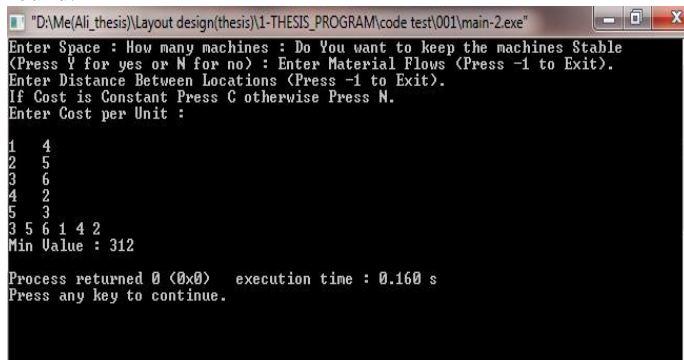 "D:\Me(Ali_thesis)\Layout design(thesis)\1-THESIS_PROGRAM\code test\001\main-2.exe"
Enter Space : How many machines : Do You want to keep the machines Stable
(Press Y for yes or N for no) : Enter Material Flows (Press -1 to Exit).
Enter Distance Between Locations (Press -1 to Exit).
If Cost is Constant Press C otherwise Press N.
Enter Cost per Unit :
1 4
2 5
3 6
4 2
5 3
3 5 6 1 4 2
Min Value : 312
Process returned 0 (0x0) execution time : 0.160 s
Press any key to continue.